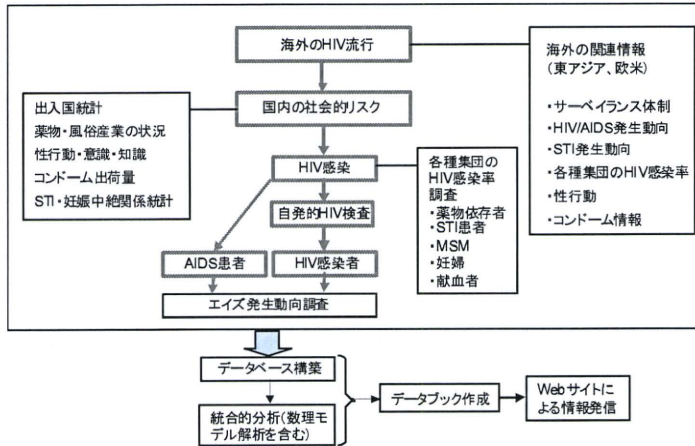 海外のHIV流行
国内の社会的リスク
HIV感染
自発的HIV検査
AIDS患者
HIV感染者
エイズ発生動向調査
出入国統計
薬物・風俗産業の状況
性行動・意識・知識
コンドーム出荷量
STI・妊娠中絶関係統計
各種集団の
HIV感染率
調査
・薬物依存者
・STI患者
・MSM
・妊婦
・献血者
海外の関連情報
(東アジア、欧米)
・サーベイランス体制
・HIV/AIDS発生動向
・STI発生動向
・各種集団のHIV感染率
・性行動
・コンドーム情報
データベース構築
統合的分析(数理モ
デル解析を含む)
データブック作成
Webサイトに
よる情報発信